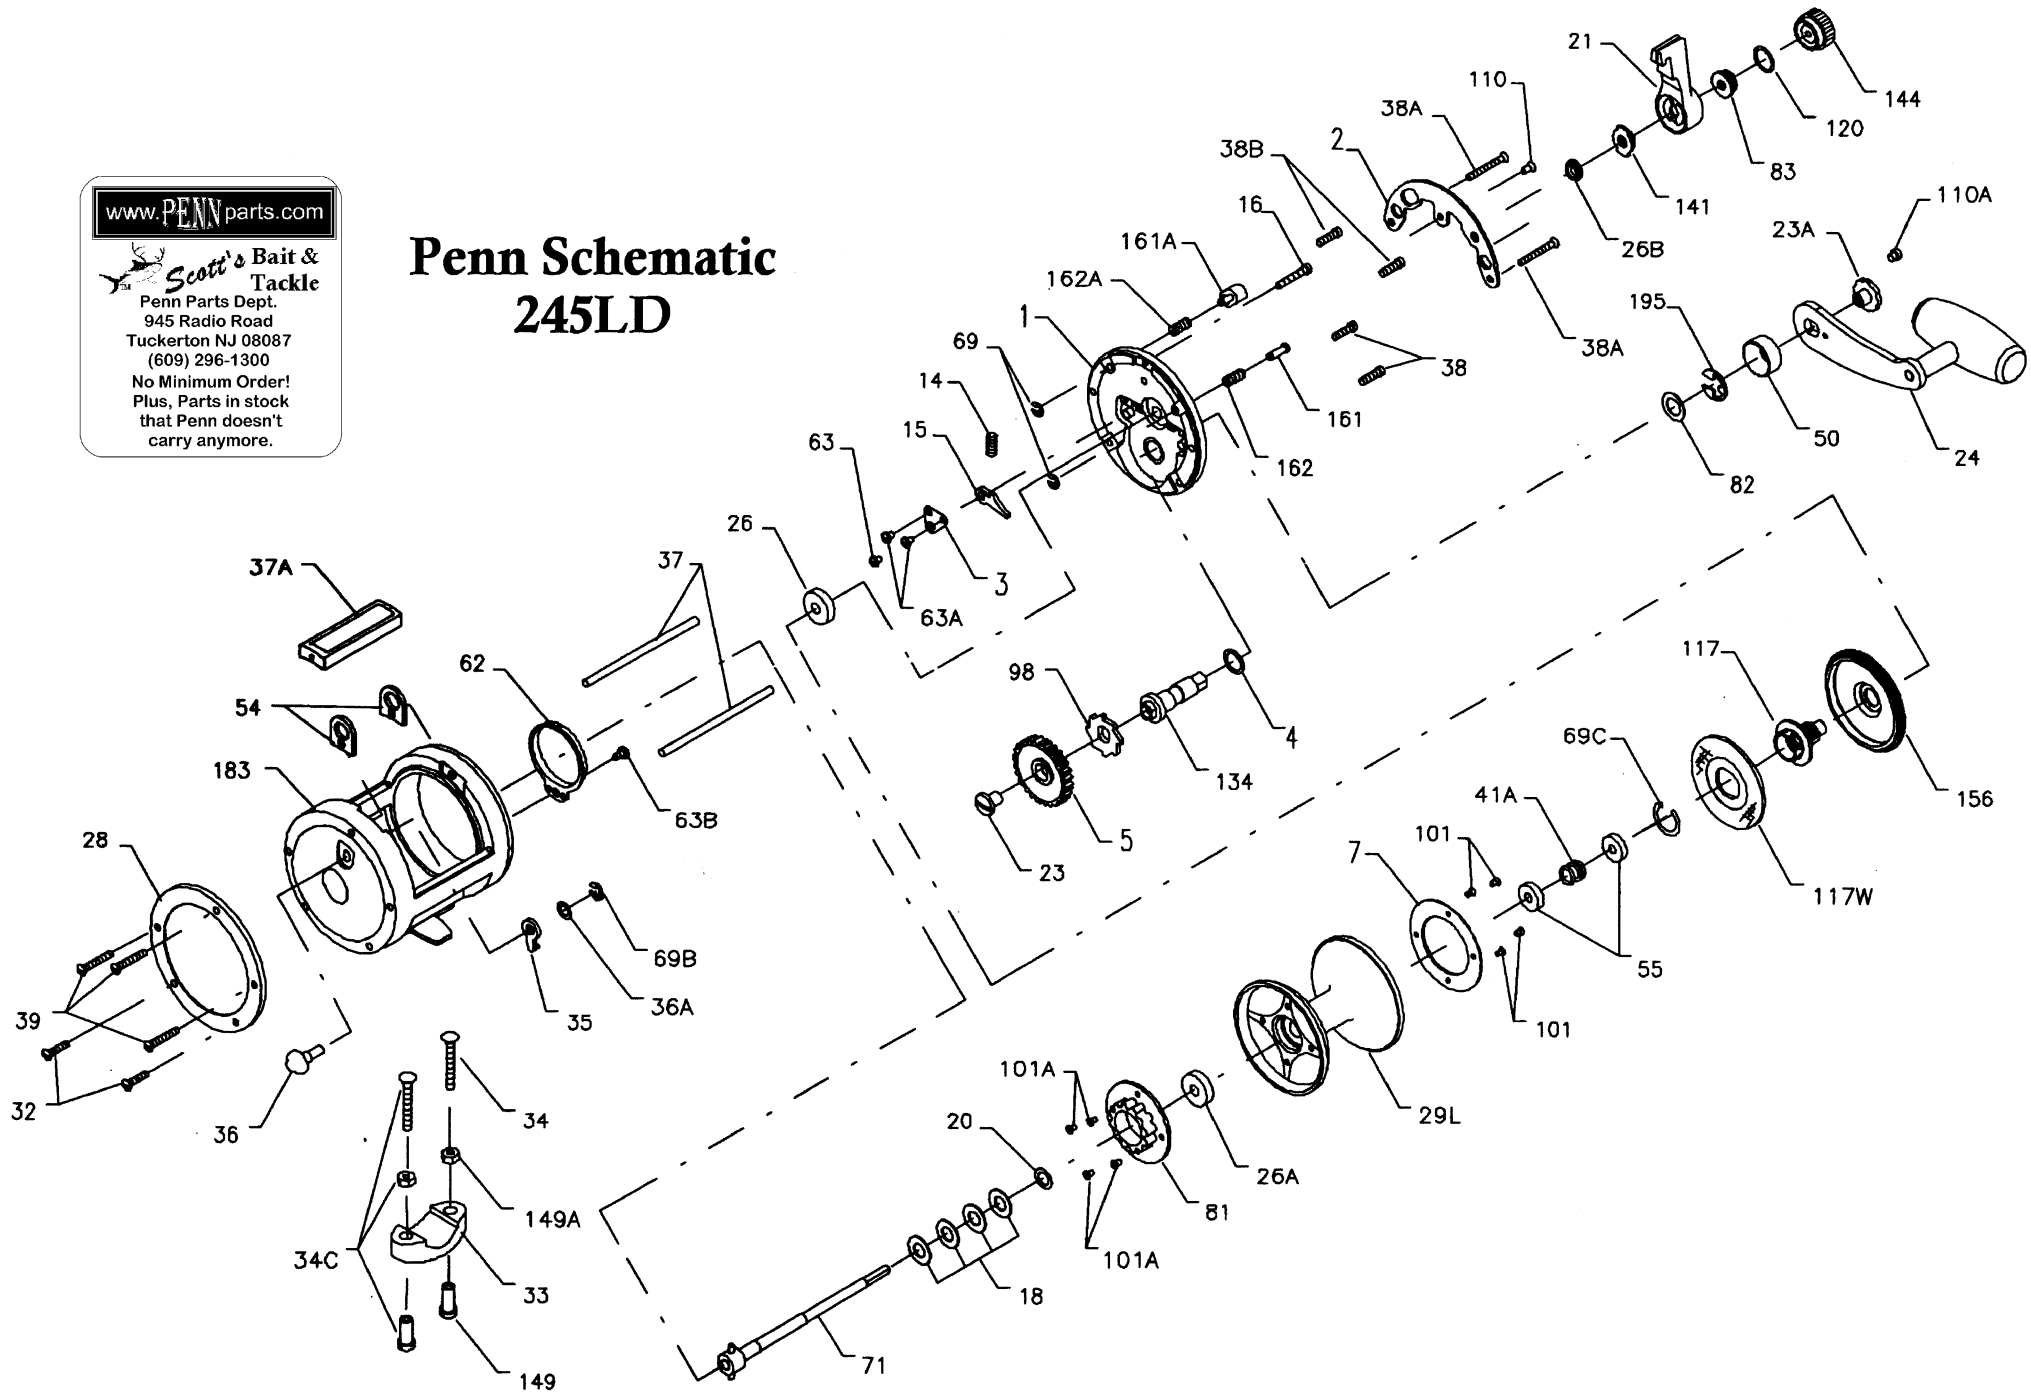 www.PENNparts.com
Scott's Bait &
Tackle
TM
Penn Parts Dept.
945 Radio Road
Tuckerton NJ 08087
(609) 296-1300
No Minimum Order!
Plus, Parts in stock
that Penn doesn't
carry anymore.
Penn Schematic
245LD
21
144
120
83
110
38A
2
38B
141
26B
16
161A
162A
1
69
14
15
63
38A
38
161
162
110A
23A
195
50
24
82
26
37
3
63A
37A
62
54
183
63B
28
98
4
134
5
23
117
69C
156
41A
101
7
117W
55
101
39
32
36
35
36A
69B
34
149A
34C
33
149
29L
101A
20
26A
81
101A
18
71